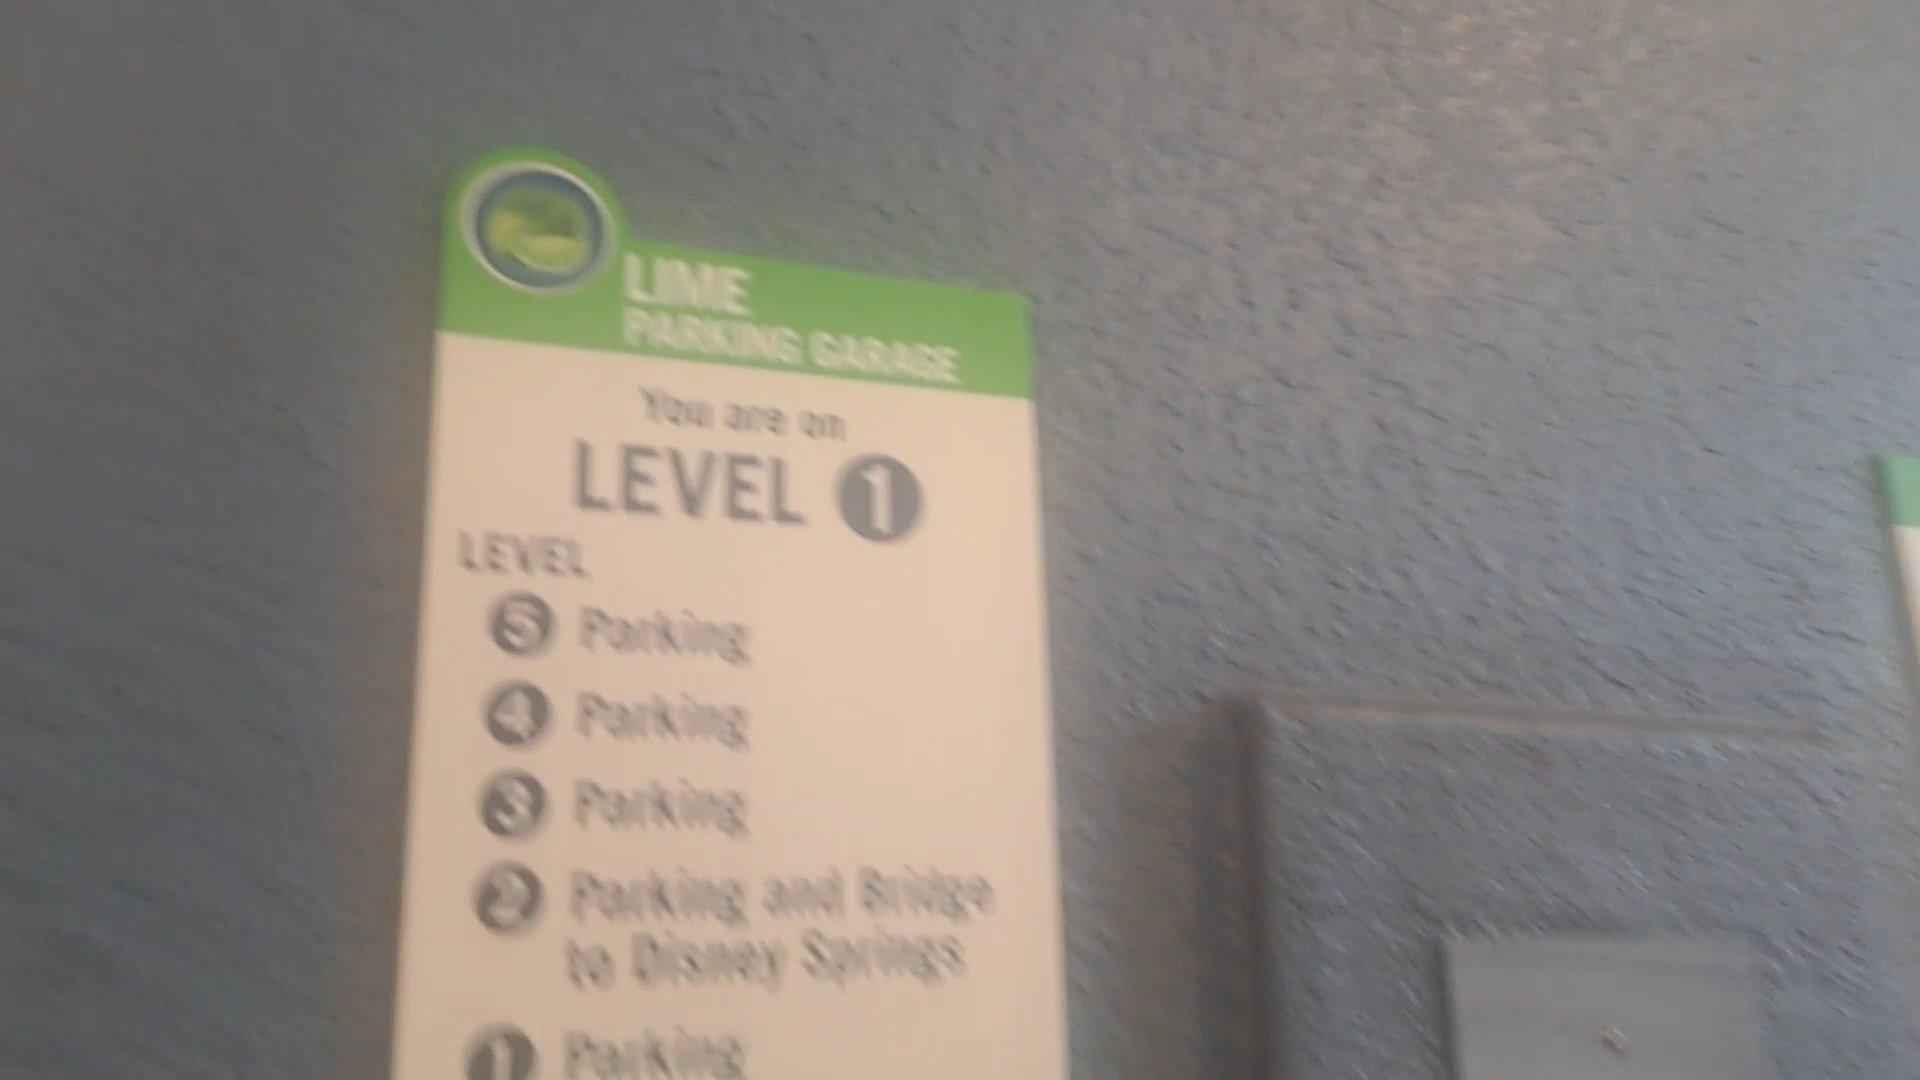 LIME
PARKING GARAGE
You are on
LEVEL 1
LEVEL
5 Parking
4 Parking
3 Parking
2 Parking and Bridge
to Disney Springs
1 Parking